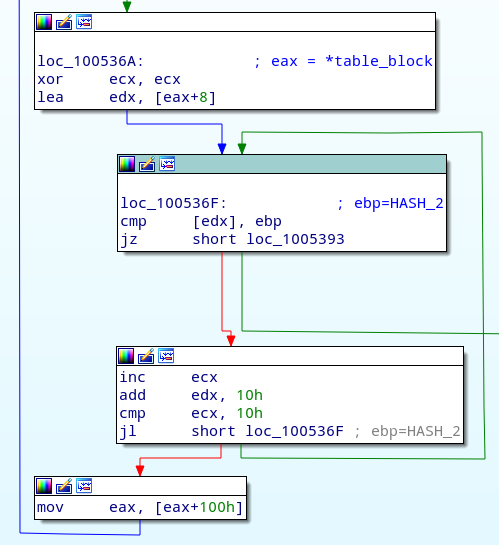 loc_100536A: ; eax = *table_block
xor ecx, ecx
lea edx, [eax+8]
loc_100536F: ; ebp=HASH_2
cmp [edx], ebp
jz short loc_1005393
inc ecx
add edx, 10h
cmp ecx, 10h
jl short loc_100536F ; ebp=HASH_2
mov eax, [eax+100h]